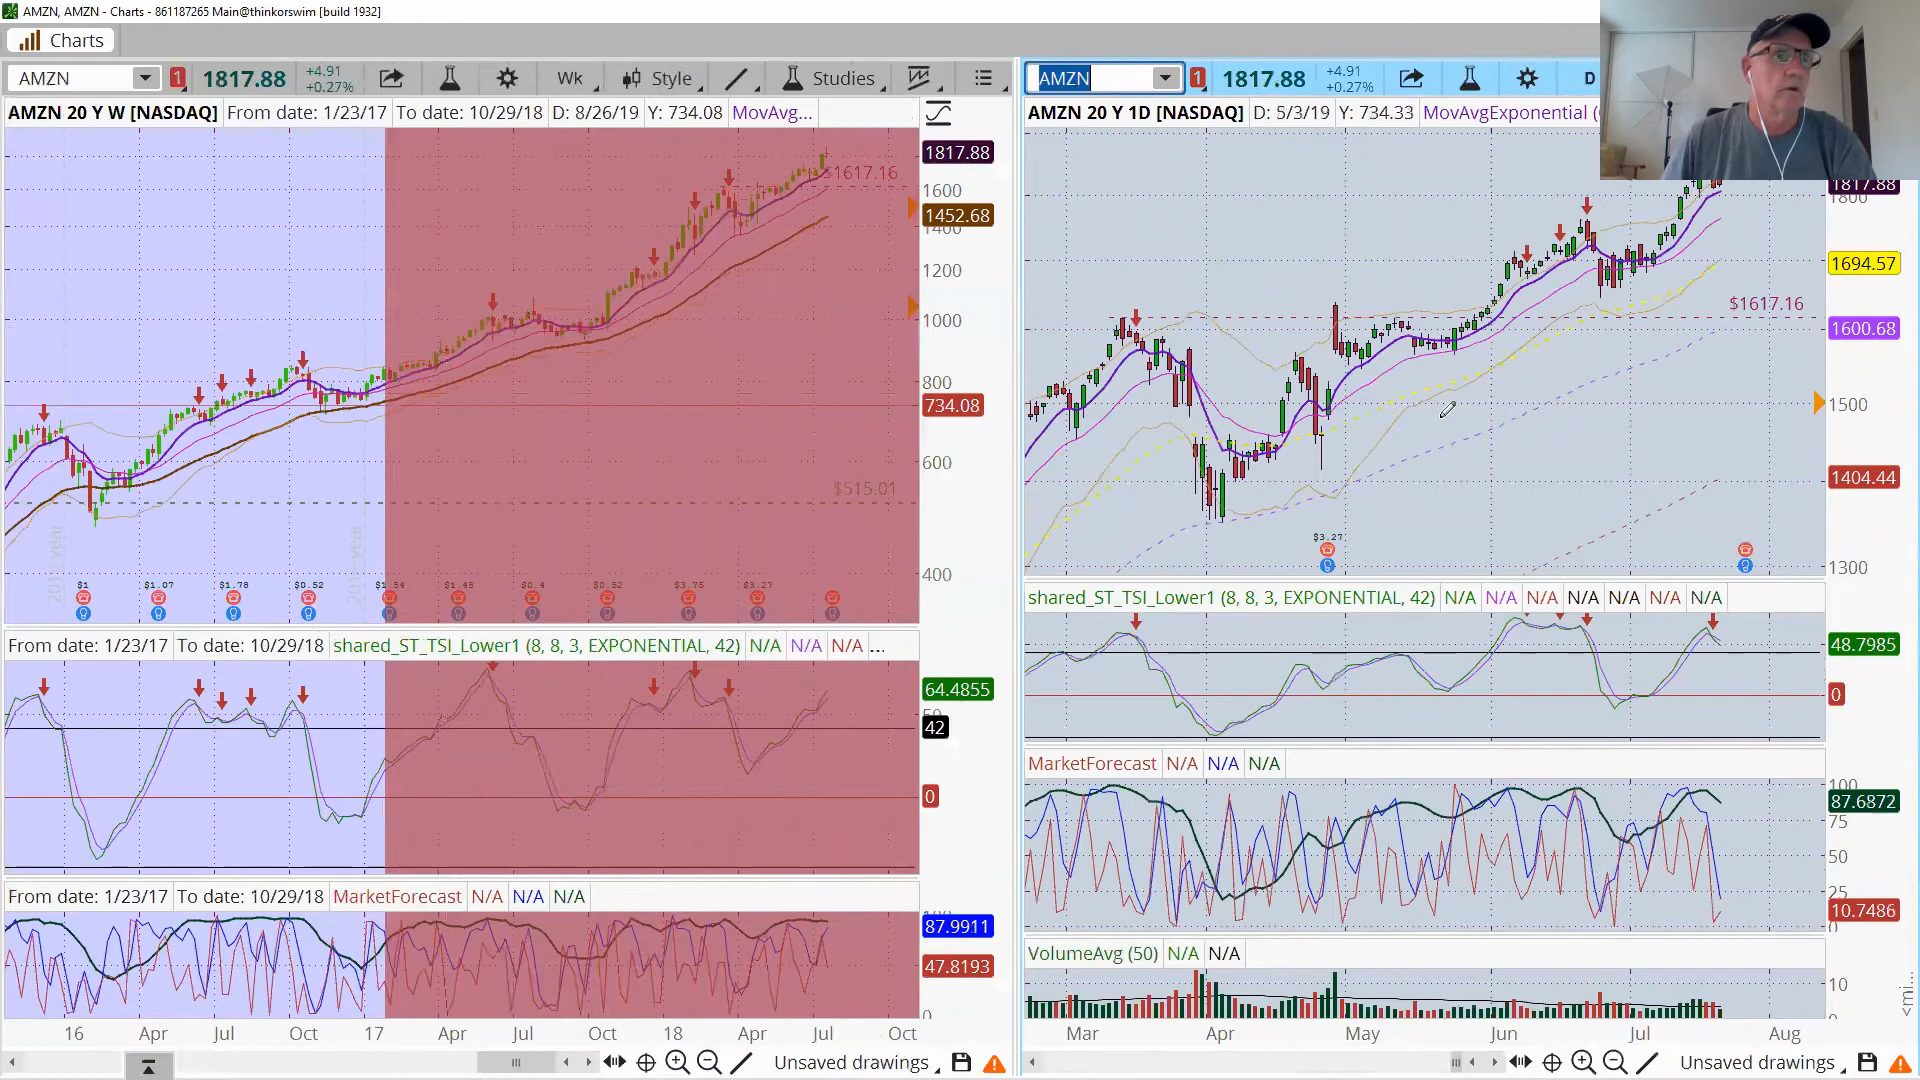 AMZN, AMZN - Charts - 861187265 Main@thinkorswim [build 1932]
Charts
AMZN 1 1817.88 +4.91 +0.27% Wk Style Studies
AMZN 20 Y W [NASDAQ] From date: 1/23/17 To date: 10/29/18 D: 8/26/19 Y: 734.08 MovAvg...
1817.88
$1617.16
1600
1452.68
1400
1200
1000
800
734.08
600
$515.01
400
$1 $1.07 $1.78 $0.52 $1.48 $0.4 $0.52 $3.75 $3.27
From date: 1/23/17 To date: 10/29/18 shared_ST_TSI_Lower1 (8, 8, 3, EXPONENTIAL, 42) N/A N/A N/A ...
64.4855
42
0
From date: 1/23/17 To date: 10/29/18 MarketForecast N/A N/A N/A
87.9911
47.8193
0
16 Apr Jul Oct 17 Apr Jul Oct 18 Apr Jul Oct
Unsaved drawings
AMZN 1 1817.88 +4.91 +0.27% D
AMZN 20 Y 1D [NASDAQ] D: 5/3/19 Y: 734.33 MovAvgExponential (
1817.88
1800
1694.57
$1617.16
1600.68
1500
1404.44
$3.27
1300
shared_ST_TSI_Lower1 (8, 8, 3, EXPONENTIAL, 42) N/A N/A N/A N/A N/A N/A N/A
48.7985
0
MarketForecast N/A N/A N/A
100
87.6872
75
50
25
10.7486
0
VolumeAvg (50) N/A N/A
10
0
<mi...
Mar Apr May Jun Jul Aug
Unsaved drawings